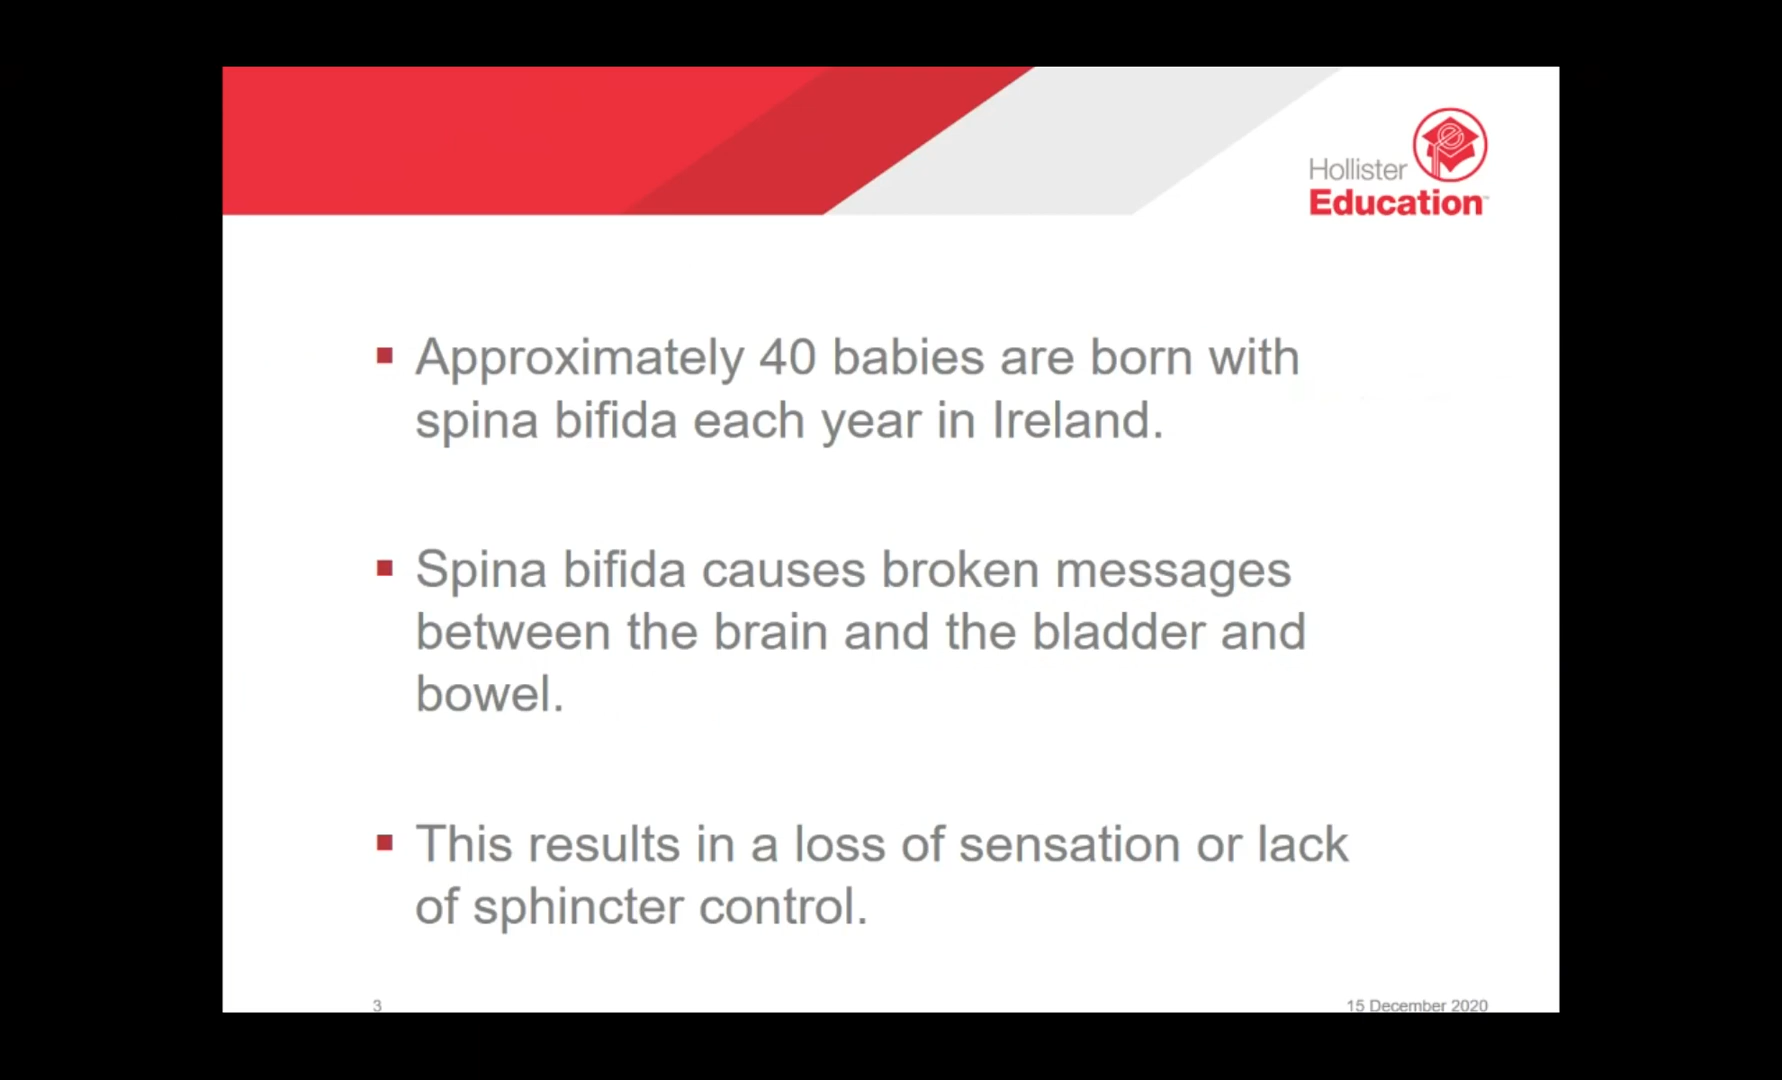 Hollister
Education
Approximately 40 babies are born with
spina bifida each year in Ireland.
Spina bifida causes broken messages
between the brain and the bladder and
bowel.
This results in a loss of sensation or lack
of sphincter control.
3
15 December 2020